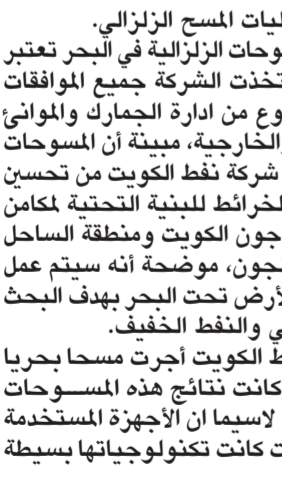 ليات المسح الزلزالي.
وحات الزلزالية في البحر تعتبر
تخذت الشركة جميع الموافقات
وع من ادارة الجمارك والموانئ
الخارجية، مبينة أن المسوحات
شركة نفط الكويت من تحسين
لخرائط للبنية التحتية لمكامن
جون الكويت ومنطقة الساحل
لجون، موضحة أنه سيتم عمل
لأرض تحت البحر بهدف البحث
ي والنفط الخفيف.
ط الكويت أجرت مسحا بحريا
كانت نتائج هذه المســوحات
لاسيما ان الأجهزة المستخدمة
ت كانت تكنولوجياتها بسيطة